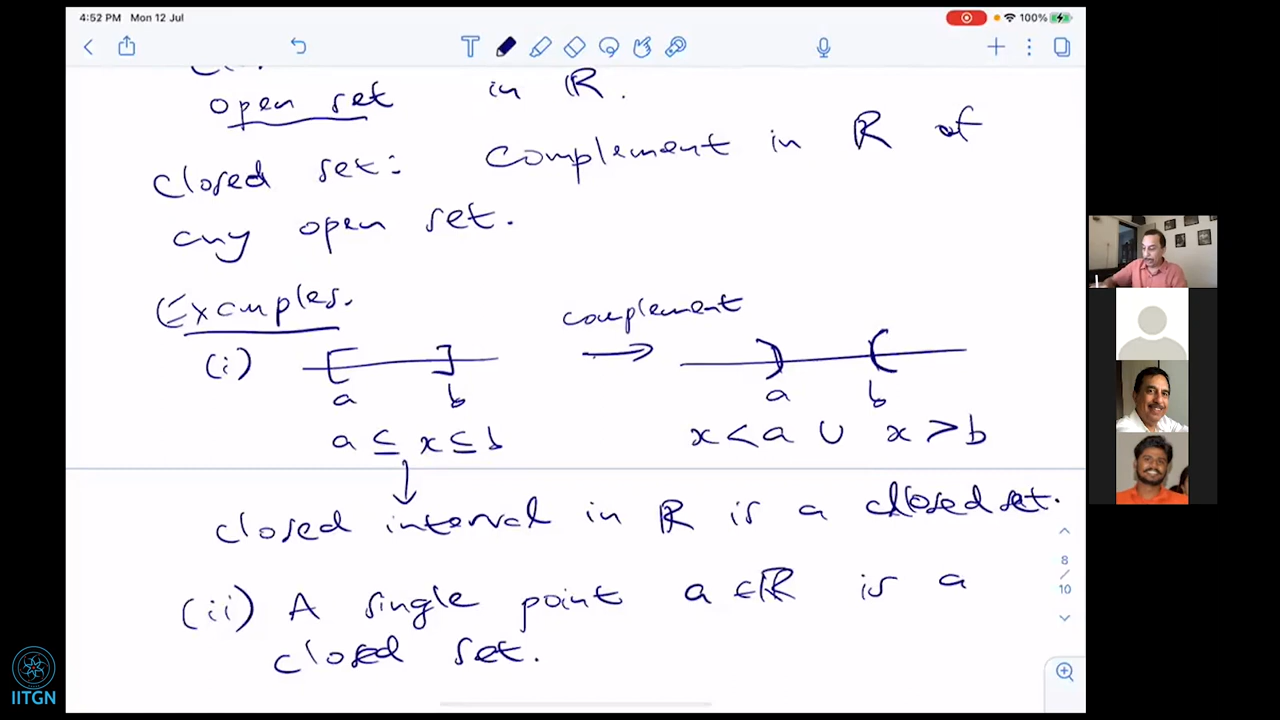 4:52 PM Mon 12 Jul
100%
open set in ℝ.
closed set: complement in ℝ of
any open set.
Examples.
complement
(i)
a b a b
a ≤ x ≤ b x < a ∪ x > b
closed interval in ℝ is a closed set.
8
/
10
(ii) A single point a ∈ ℝ is a
closed set.
IITGN